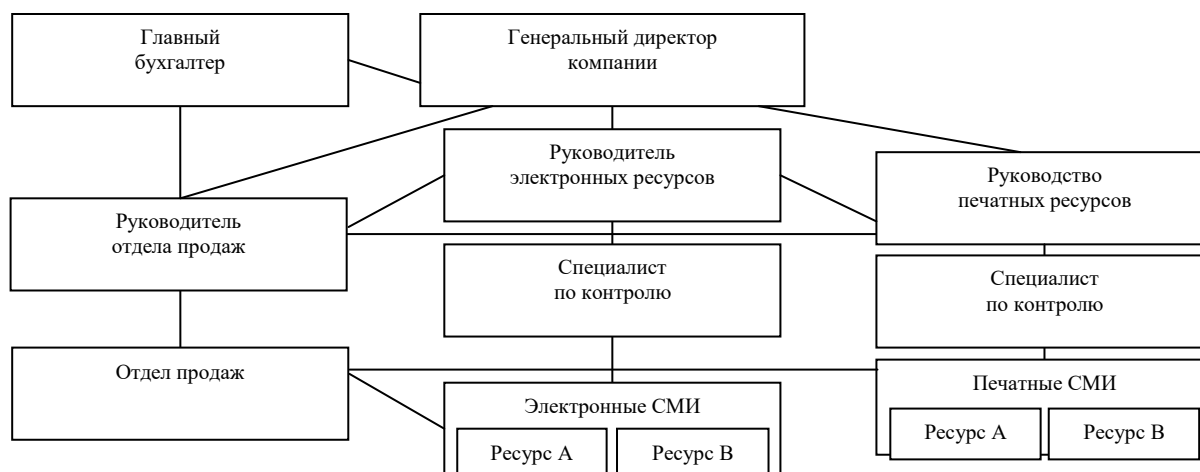 Главный
бухгалтер
Генеральный директор
компании
Руководитель
электронных ресурсов
Руководство
печатных ресурсов
Руководитель
отдела продаж
Специалист
по контролю
Специалист
по контролю
Отдел продаж
Электронные СМИ
Ресурс А
Ресурс В
Печатные СМИ
Ресурс А
Ресурс В